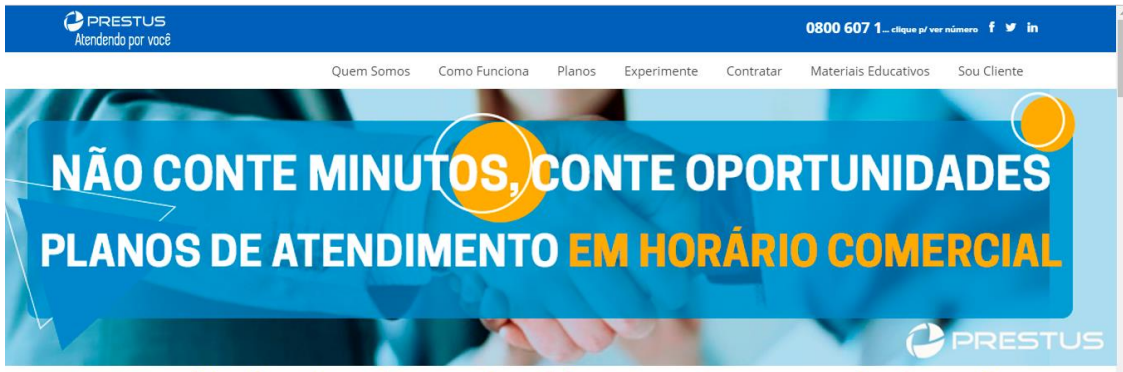 PRESTUS
Atendendo por você
0800 607 1... clique p/ ver número
Quem Somos Como Funciona Planos Experimente Contratar Materiais Educativos Sou Cliente
NÃO CONTE MINUTOS, CONTE OPORTUNIDADES
PLANOS DE ATENDIMENTO EM HORÁRIO COMERCIAL
PRESTUS